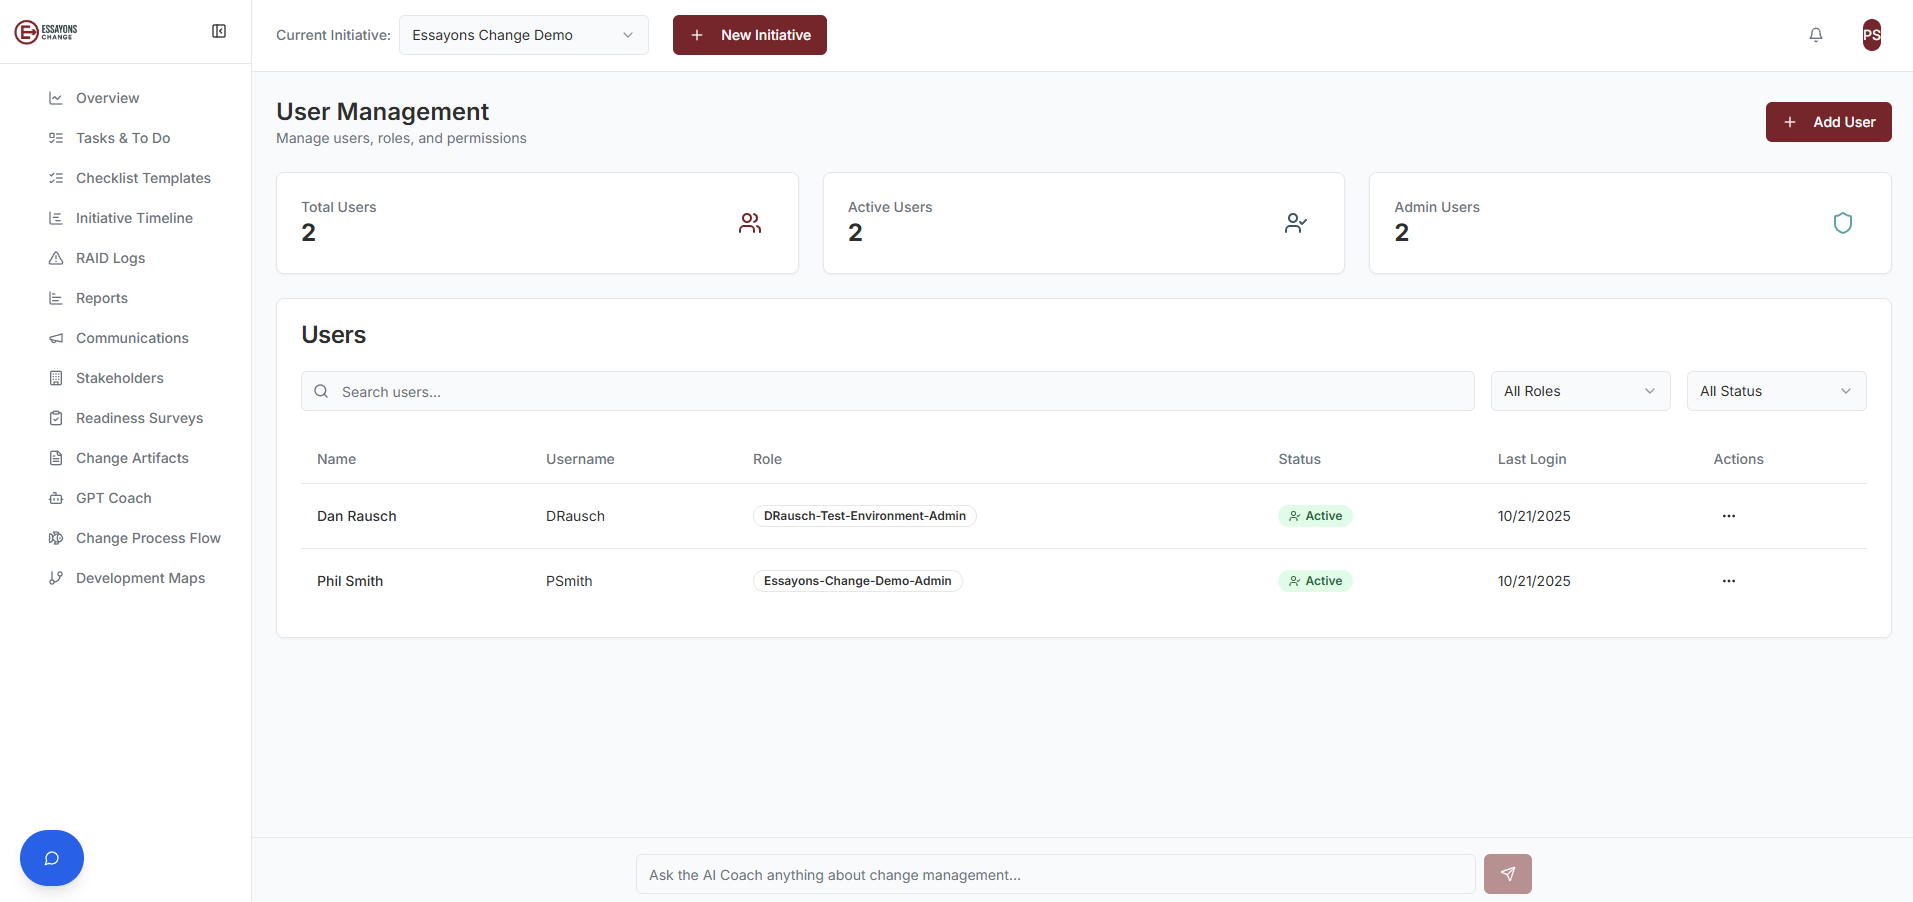 ESSAYONS
CHANGE
Current Initiative:
Essayons Change Demo
New Initiative
PS
Overview
Tasks & To Do
Checklist Templates
Initiative Timeline
RAID Logs
Reports
Communications
Stakeholders
Readiness Surveys
Change Artifacts
GPT Coach
Change Process Flow
Development Maps
User Management
Manage users, roles, and permissions
Add User
Total Users
2
Active Users
2
Admin Users
2
Users
Search users...
All Roles
All Status
Name Username Role Status Last Login Actions
Dan Rausch DRausch DRausch-Test-Environment-Admin Active 10/21/2025
Phil Smith PSmith Essayons-Change-Demo-Admin Active 10/21/2025
Ask the AI Coach anything about change management...